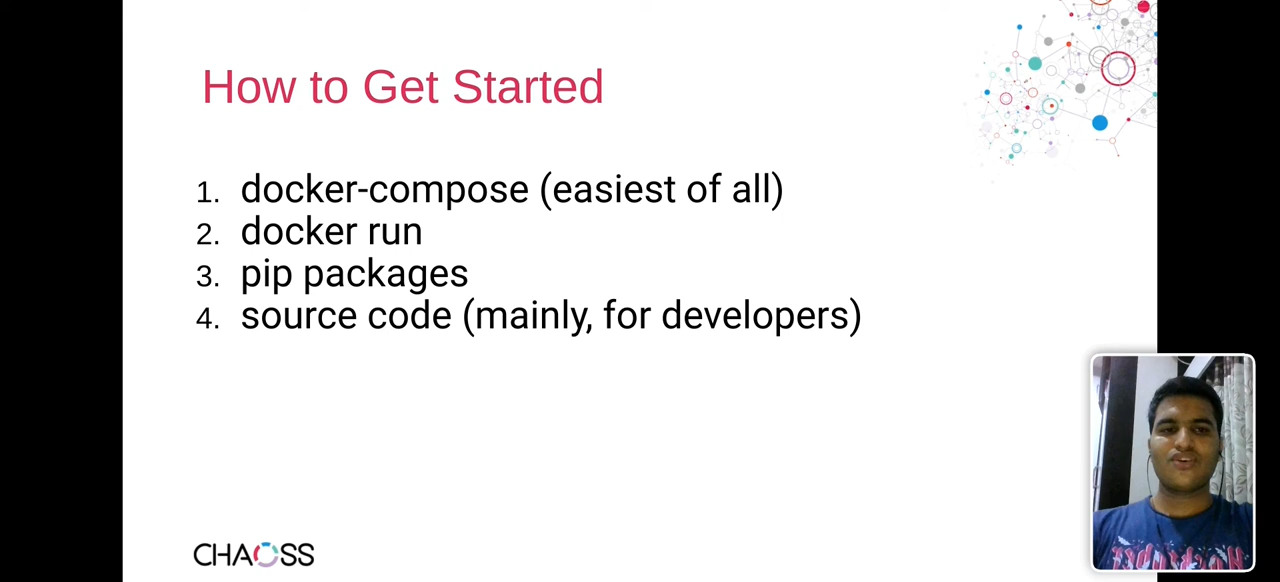 How to Get Started
1. docker-compose (easiest of all)
2. docker run
3. pip packages
4. source code (mainly, for developers)
CHAOSS